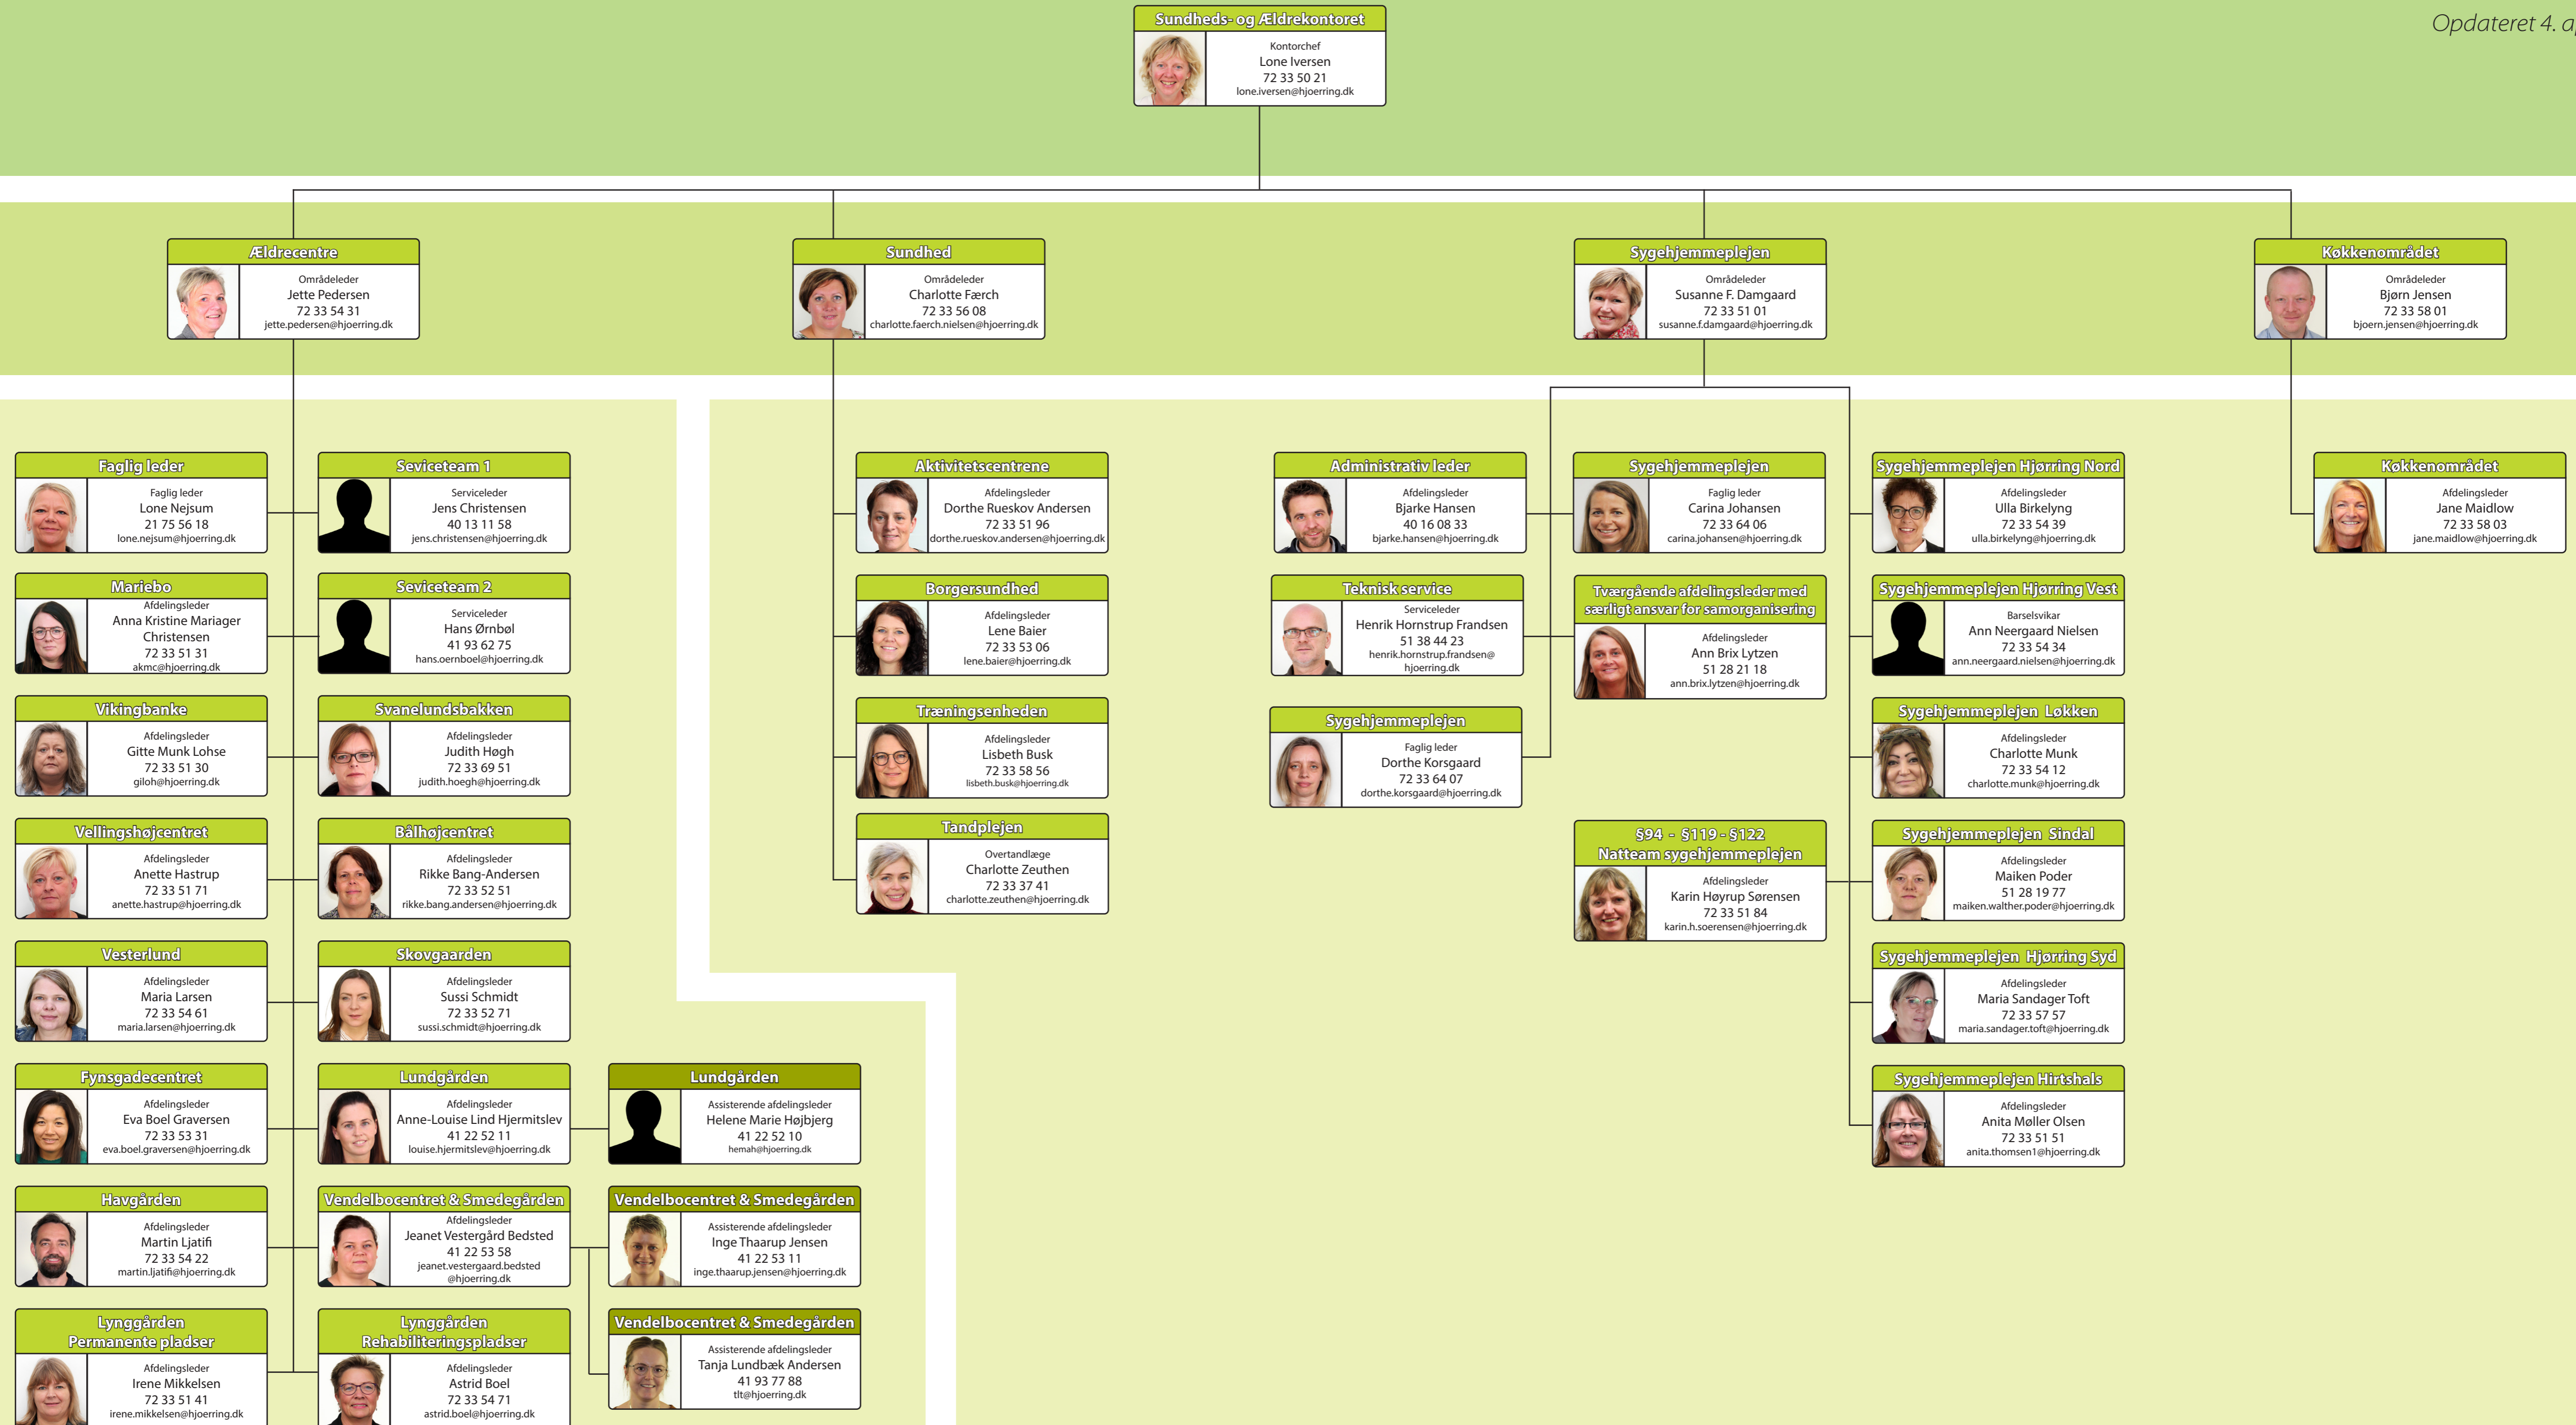 Sundheds- og Ældrekontoret
Kontorchef
Lone Iversen
72 33 50 21
lone.iversen@hjoerring.dk
Opdateret 4.
Ældrecentre
Områdeleder
Jette Pedersen
72 33 54 31
jette.pedersen@hjoerring.dk
Sundhed
Områdeleder
Charlotte Færch
72 33 56 08
charlotte.faerch.nielsen@hjoerring.dk
Sygehjemmeplejen
Områdeleder
Susanne F. Damgaard
72 33 51 01
susanne.f.damgaard@hjoerring.dk
Køkkenområdet
Områdeleder
Bjørn Jensen
72 33 58 01
bjoern.jensen@hjoerring.dk
Faglig leder
Faglig leder
Lone Nejsum
21 75 56 18
lone.nejsum@hjoerring.dk
Seviceteam 1
Serviceleder
Jens Christensen
40 13 11 58
jens.christensen@hjoerring.dk
Mariebo
Afdelingsleder
Anna Kristine Mariager
Christensen
72 33 51 31
akmc@hjoerring.dk
Seviceteam 2
Serviceleder
Hans Ørnbøl
41 93 62 75
hans.oernboel@hjoerring.dk
Vikingbanke
Afdelingsleder
Gitte Munk Lohse
72 33 51 30
giloh@hjoerring.dk
Svanelundsbakken
Afdelingsleder
Judith Høgh
72 33 69 51
judith.hoegh@hjoerring.dk
Vellingshøjcentret
Afdelingsleder
Anette Hastrup
72 33 51 71
anette.hastrup@hjoerring.dk
Bålhøjcentret
Afdelingsleder
Rikke Bang-Andersen
72 33 52 51
rikke.bang.andersen@hjoerring.dk
Vesterlund
Afdelingsleder
Maria Larsen
72 33 54 61
maria.larsen@hjoerring.dk
Skovgaarden
Afdelingsleder
Sussi Schmidt
72 33 52 71
sussi.schmidt@hjoerring.dk
Fynsgadecentret
Afdelingsleder
Eva Boel Graversen
72 33 53 31
eva.boel.graversen@hjoerring.dk
Lundgården
Afdelingsleder
Anne-Louise Lind Hjermitslev
41 22 52 11
louise.hjermitslev@hjoerring.dk
Lundgården
Assisterende afdelingsleder
Helene Marie Højbjerg
41 22 52 10
hemah@hjoerring.dk
Havgården
Afdelingsleder
Martin Ljatifi
72 33 54 22
martin.ljatifi@hjoerring.dk
Vendelbocentret & Smedegården
Afdelingsleder
Jeanet Vestergård Bedsted
41 22 53 58
jeanet.vestergaard.bedsted
@hjoerring.dk
Vendelbocentret & Smedegården
Assisterende afdelingsleder
Inge Thaarup Jensen
41 22 53 11
inge.thaarup.jensen@hjoerring.dk
Lynggården
Permanente pladser
Afdelingsleder
Irene Mikkelsen
72 33 51 41
irene.mikkelsen@hjoerring.dk
Lynggården
Rehabiliteringspladser
Afdelingsleder
Astrid Boel
72 33 54 71
astrid.boel@hjoerring.dk
Vendelbocentret & Smedegården
Assisterende afdelingsleder
Tanja Lundbæk Andersen
41 93 77 88
tlt@hjoerring.dk
Aktivitetscentrene
Afdelingsleder
Dorthe Rueskov Andersen
72 33 51 96
dorthe.rueskov.andersen@hjoerring.dk
Borgersundhed
Afdelingsleder
Lene Baier
72 33 53 06
lene.baier@hjoerring.dk
Træningsenheden
Afdelingsleder
Lisbeth Busk
72 33 58 56
lisbeth.busk@hjoerring.dk
Tandplejen
Overtandlæge
Charlotte Zeuthen
72 33 37 41
charlotte.zeuthen@hjoerring.dk
Administrativ leder
Afdelingsleder
Bjarke Hansen
40 16 08 33
bjarke.hansen@hjoerring.dk
Teknisk service
Serviceleder
Henrik Hornstrup Frandsen
51 38 44 23
henrik.hornstrup.frandsen@
hjoerring.dk
Sygehjemmeplejen
Faglig leder
Dorthe Korsgaard
72 33 64 07
dorthe.korsgaard@hjoerring.dk
Sygehjemmeplejen
Faglig leder
Carina Johansen
72 33 64 06
carina.johansen@hjoerring.dk
Tværgående afdelingsleder med
særligt ansvar for samorganisering
Afdelingsleder
Ann Brix Lytzen
51 28 21 18
ann.brix.lytzen@hjoerring.dk
§94 - §119 - §122
Natteam sygehjemmeplejen
Afdelingsleder
Karin Høyrup Sørensen
72 33 51 84
karin.h.soerensen@hjoerring.dk
Sygehjemmeplejen Hjørring Nord
Afdelingsleder
Ulla Birkelyng
72 33 54 39
ulla.birkelyng@hjoerring.dk
Sygehjemmeplejen Hjørring Vest
Barselsvikar
Ann Neergaard Nielsen
72 33 54 34
ann.neergaard.nielsen@hjoerring.dk
Sygehjemmeplejen Løkken
Afdelingsleder
Charlotte Munk
72 33 54 12
charlotte.munk@hjoerring.dk
Sygehjemmeplejen Sindal
Afdelingsleder
Maiken Poder
51 28 19 77
maiken.walther.poder@hjoerring.dk
Sygehjemmeplejen Hjørring Syd
Afdelingsleder
Maria Sandager Toft
72 33 57 57
maria.sandager.toft@hjoerring.dk
Sygehjemmeplejen Hirtshals
Afdelingsleder
Anita Møller Olsen
72 33 51 51
anita.thomsen1@hjoerring.dk
Køkkenområdet
Afdelingsleder
Jane Maidlow
72 33 58 03
jane.maidlow@hjoerring.dk